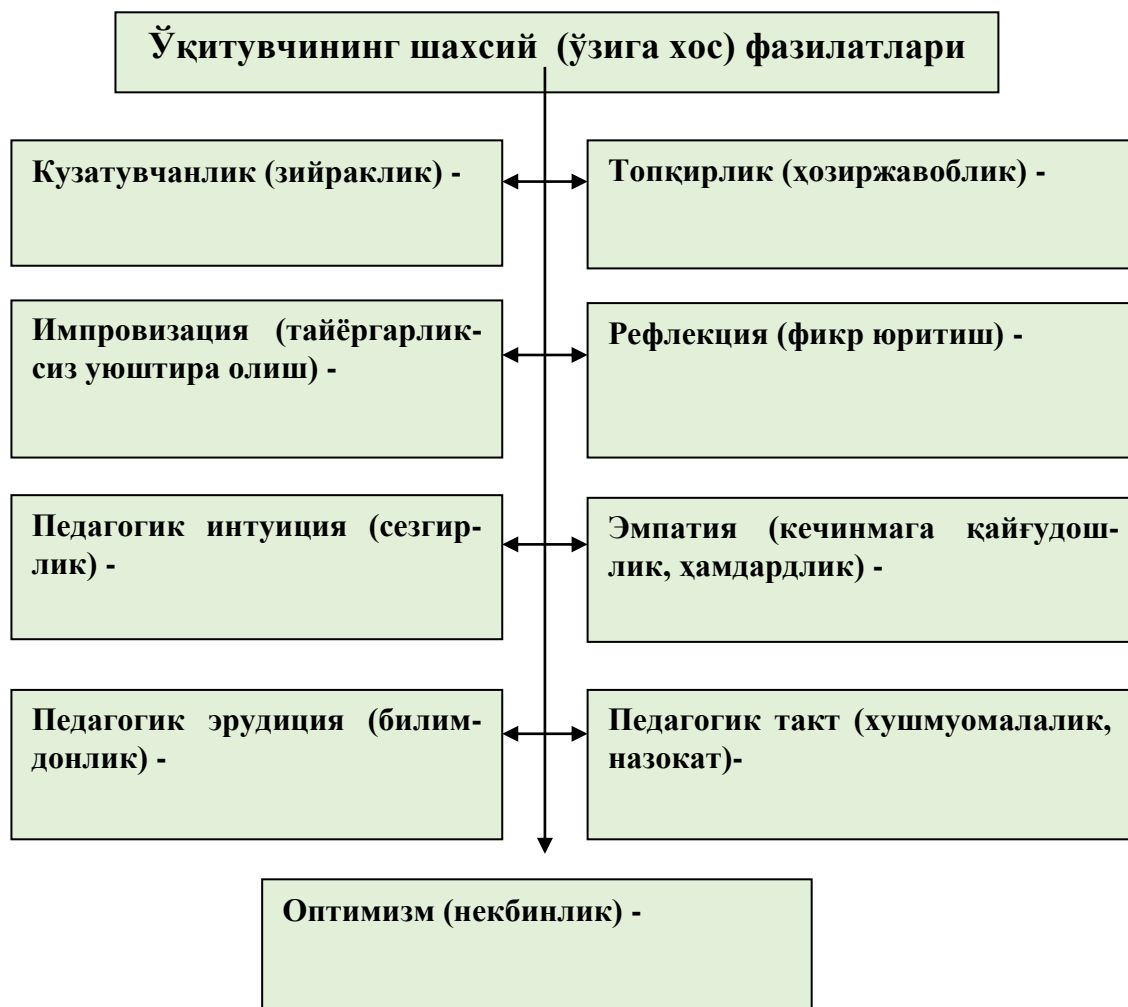 Ўқитувчининг шахсий (ўзига хос) фазилатлари
Кузатувчанлик (зийраклик) -
Топқирлик (ҳозиржавоблик) -
Импровизация (тайёргарлик-
сиз уюштира олиш) -
Рефлекция (фикр юритиш) -
Педагогик интуиция (сезгир-
лик) -
Эмпатия (кечинмага қайғудош-
лик, ҳамдардлик) -
Педагогик эрудиция (билим-
донлик) -
Педагогик такт (хушмуомалалик,
назокат)-
Оптимизм (некбинлик) -